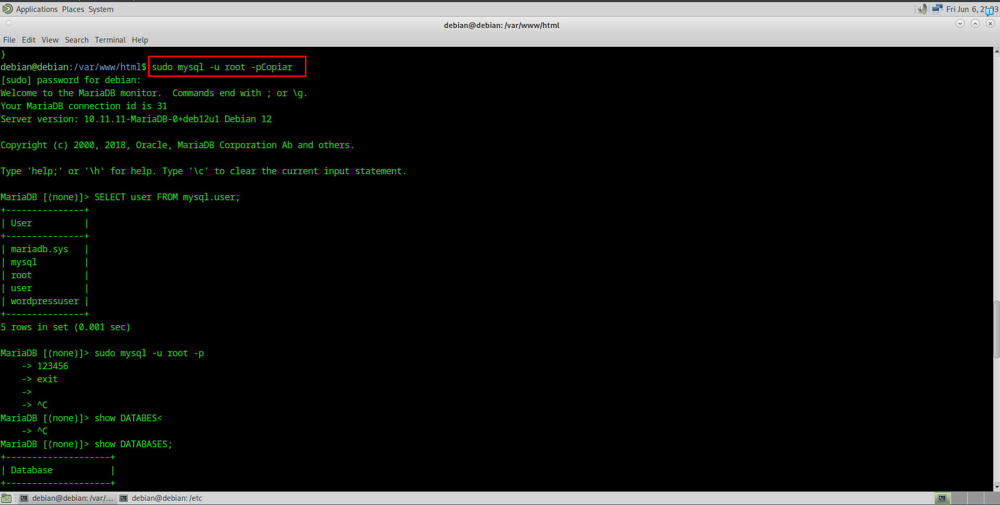 Applications Places System Fri Jun 6, 21:03
debian@debian: /var/www/html
File Edit View Search Terminal Help
}
debian@debian:/var/www/html$ sudo mysql -u root -pCopiar
[sudo] password for debian:
Welcome to the MariaDB monitor.  Commands end with ; or \g.
Your MariaDB connection id is 31
Server version: 10.11.11-MariaDB-0+deb12u1 Debian 12
Copyright (c) 2000, 2018, Oracle, MariaDB Corporation Ab and others.
Type 'help;' or '\h' for help. Type '\c' to clear the current input statement.
MariaDB [(none)]> SELECT user FROM mysql.user;
+---------------+
| User          |
+---------------+
| mariadb.sys   |
| mysql         |
| root          |
| user          |
| wordpressuser |
+---------------+
5 rows in set (0.001 sec)
MariaDB [(none)]> sudo mysql -u root -p
    -> 123456
    -> exit
    ->
    -> ^C
MariaDB [(none)]> show DATABES<
    -> ^C
MariaDB [(none)]> show DATABASES;
+--------------------+
| Database           |
+--------------------+
debian@debian: /var/... debian@debian: /etc